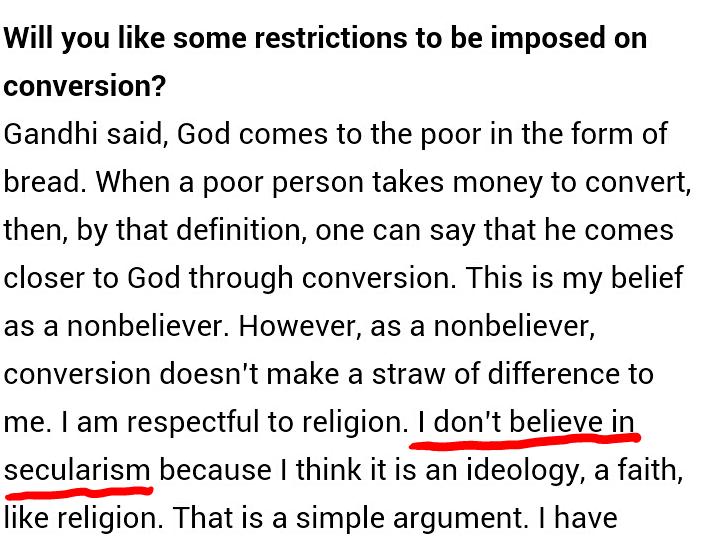 Will you like some restrictions to be imposed on
conversion?
Gandhi said, God comes to the poor in the form of
bread. When a poor person takes money to convert,
then, by that definition, one can say that he comes
closer to God through conversion. This is my belief
as a nonbeliever. However, as a nonbeliever,
conversion doesn't make a straw of difference to
me. I am respectful to religion. I don't believe in
secularism because I think it is an ideology, a faith,
like religion. That is a simple argument. I have